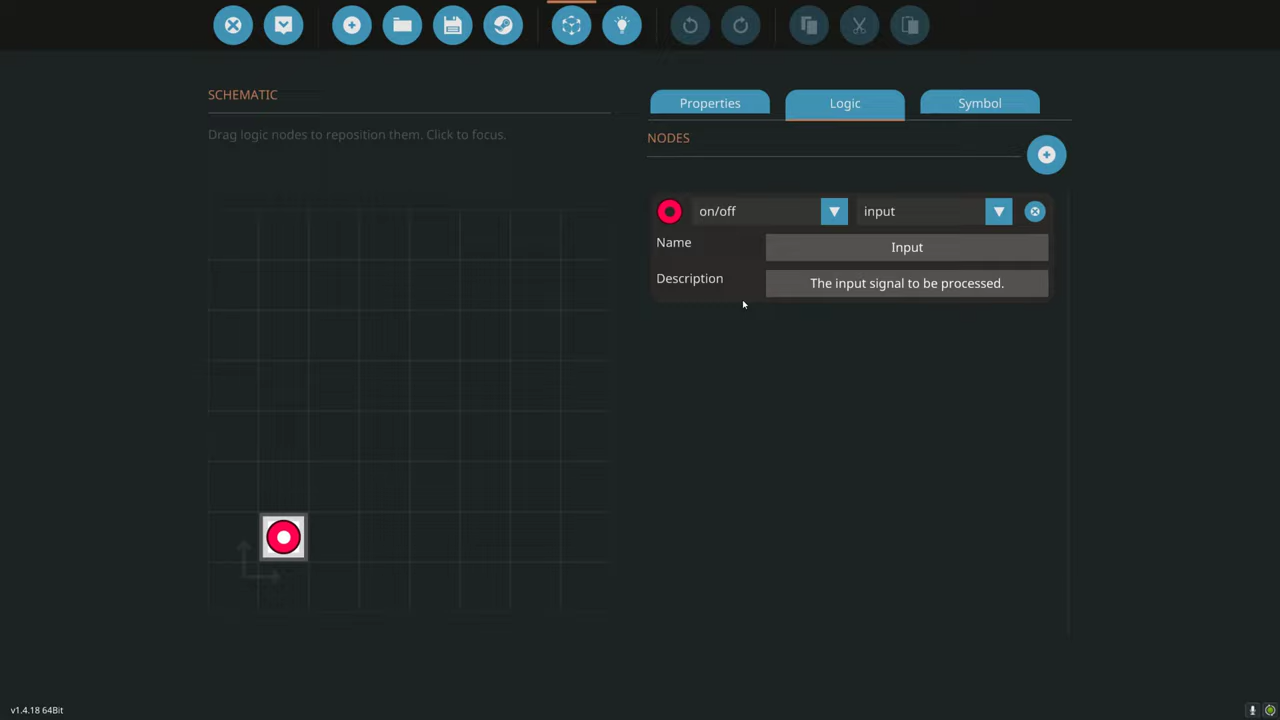 SCHEMATIC
Drag logic nodes to reposition them. Click to focus.
Properties
Logic
Symbol
NODES
on/off
input
Name
Input
Description
The input signal to be processed.
v1.4.18 64Bit